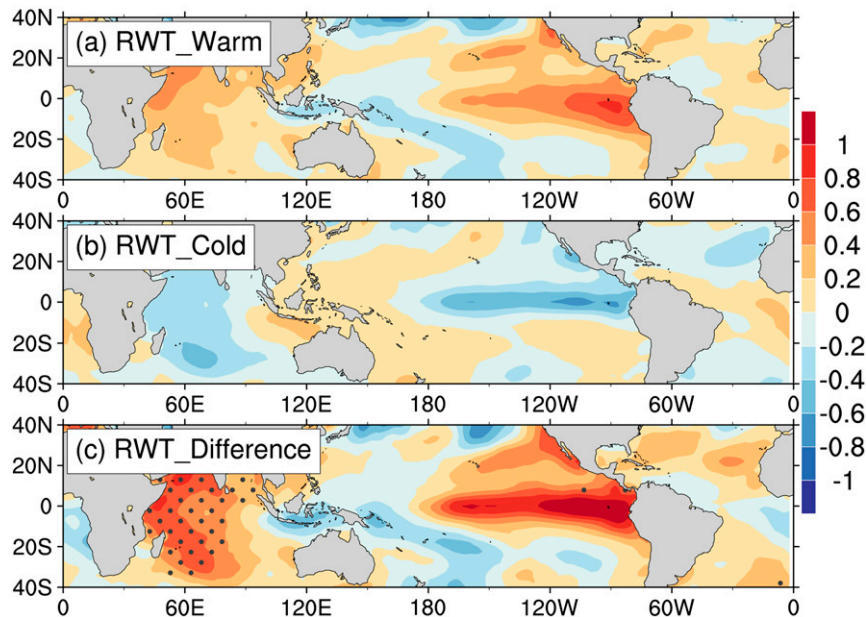 40N
(a) RWT_Warm
20N
0
20S
40S
0 60E 120E 180 120W 60W 0
40N
(b) RWT_Cold
20N
0
20S
40S
0 60E 120E 180 120W 60W 0
40N
(c) RWT_Difference
20N
0
20S
40S
0 60E 120E 180 120W 60W 0
1
0.8
0.6
0.4
0.2
0
-0.2
-0.4
-0.6
-0.8
-1